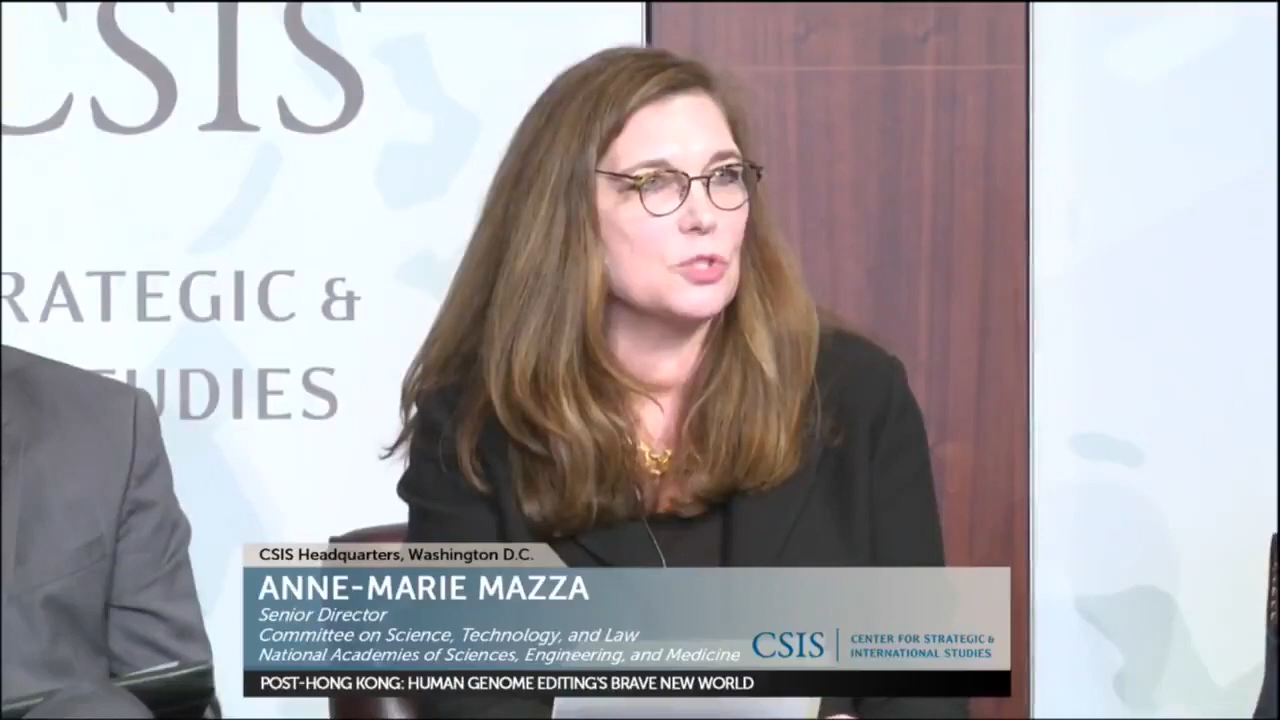 CSIS
RATEGIC &
UDIES
CSIS Headquarters, Washington D.C.
ANNE-MARIE MAZZA
Senior Director
Committee on Science, Technology, and Law
National Academies of Sciences, Engineering, and Medicine
CSIS
CENTER FOR STRATEGIC &
INTERNATIONAL STUDIES
POST-HONG KONG: HUMAN GENOME EDITING'S BRAVE NEW WORLD